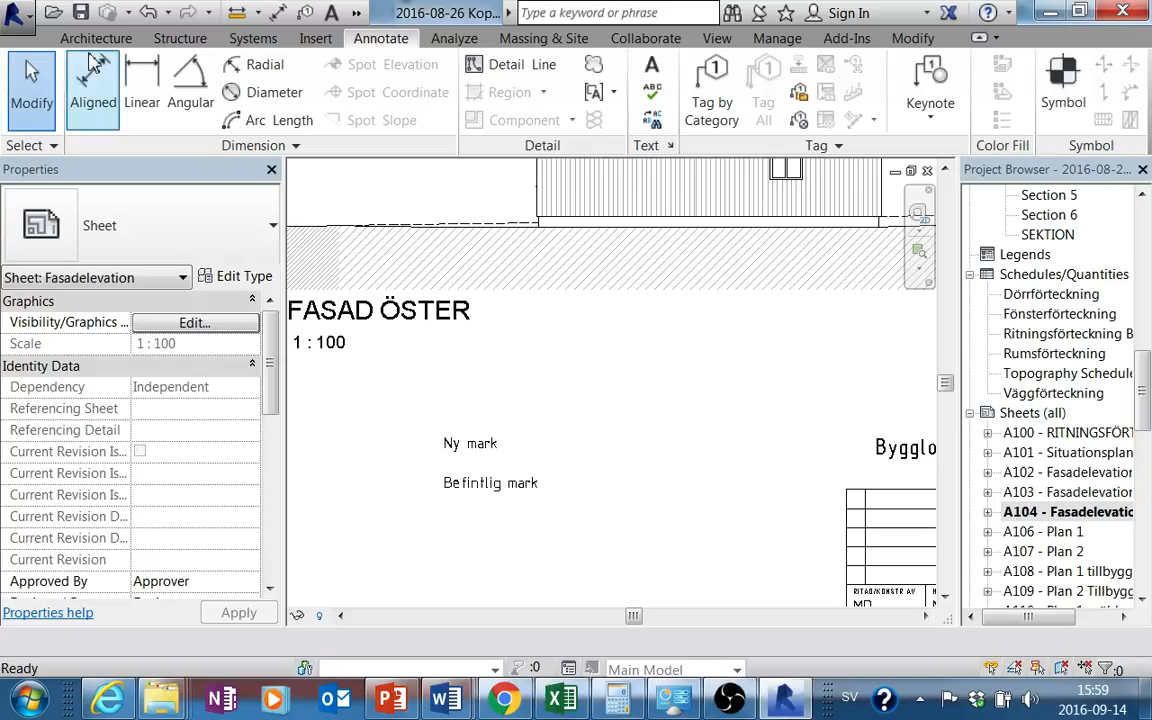 2016-08-26 Kop...
Type a keyword or phrase
Sign In
Architecture Structure Systems Insert Annotate Analyze Massing & Site Collaborate View Manage Add-Ins Modify
Modify
Aligned Linear Angular
Radial
Diameter
Arc Length
Spot Elevation
Spot Coordinate
Spot Slope
Detail Line
Region
Component
A
ABC
Tag by
Category
Tag
All
Keynote
Symbol
Select Dimension Detail Text Tag Color Fill Symbol
Properties
Sheet
Sheet: Fasadelevation
Edit Type
Graphics
Visibility/Graphics ... Edit...
Scale 1 : 100
Identity Data
Dependency Independent
Referencing Sheet
Referencing Detail
Current Revision Is...
Current Revision Is...
Current Revision Is...
Current Revision D...
Current Revision D...
Current Revision
Approved By Approver
Properties help
Apply
2D
FASAD ÖSTER
1 : 100
Ny mark
Befintlig mark
Bygglo
RITAD/KONSTR AV
Project Browser - 2016-08-2...
Section 5
Section 6
SEKTION
Legends
Schedules/Quantities
Dörrförteckning
Fönsterförteckning
Ritningsförteckning B
Rumsförteckning
Topography Schedule
Väggförteckning
Sheets (all)
A100 - RITNINGSFÖRT
A101 - Situationsplan
A102 - Fasadelevation
A103 - Fasadelevation
A104 - Fasadelevatio
A106 - Plan 1
A107 - Plan 2
A108 - Plan 1 tillbygg
A109 - Plan 2 Tillbygg
Ready
:0
Main Model
:0
SV
15:59
2016-09-14